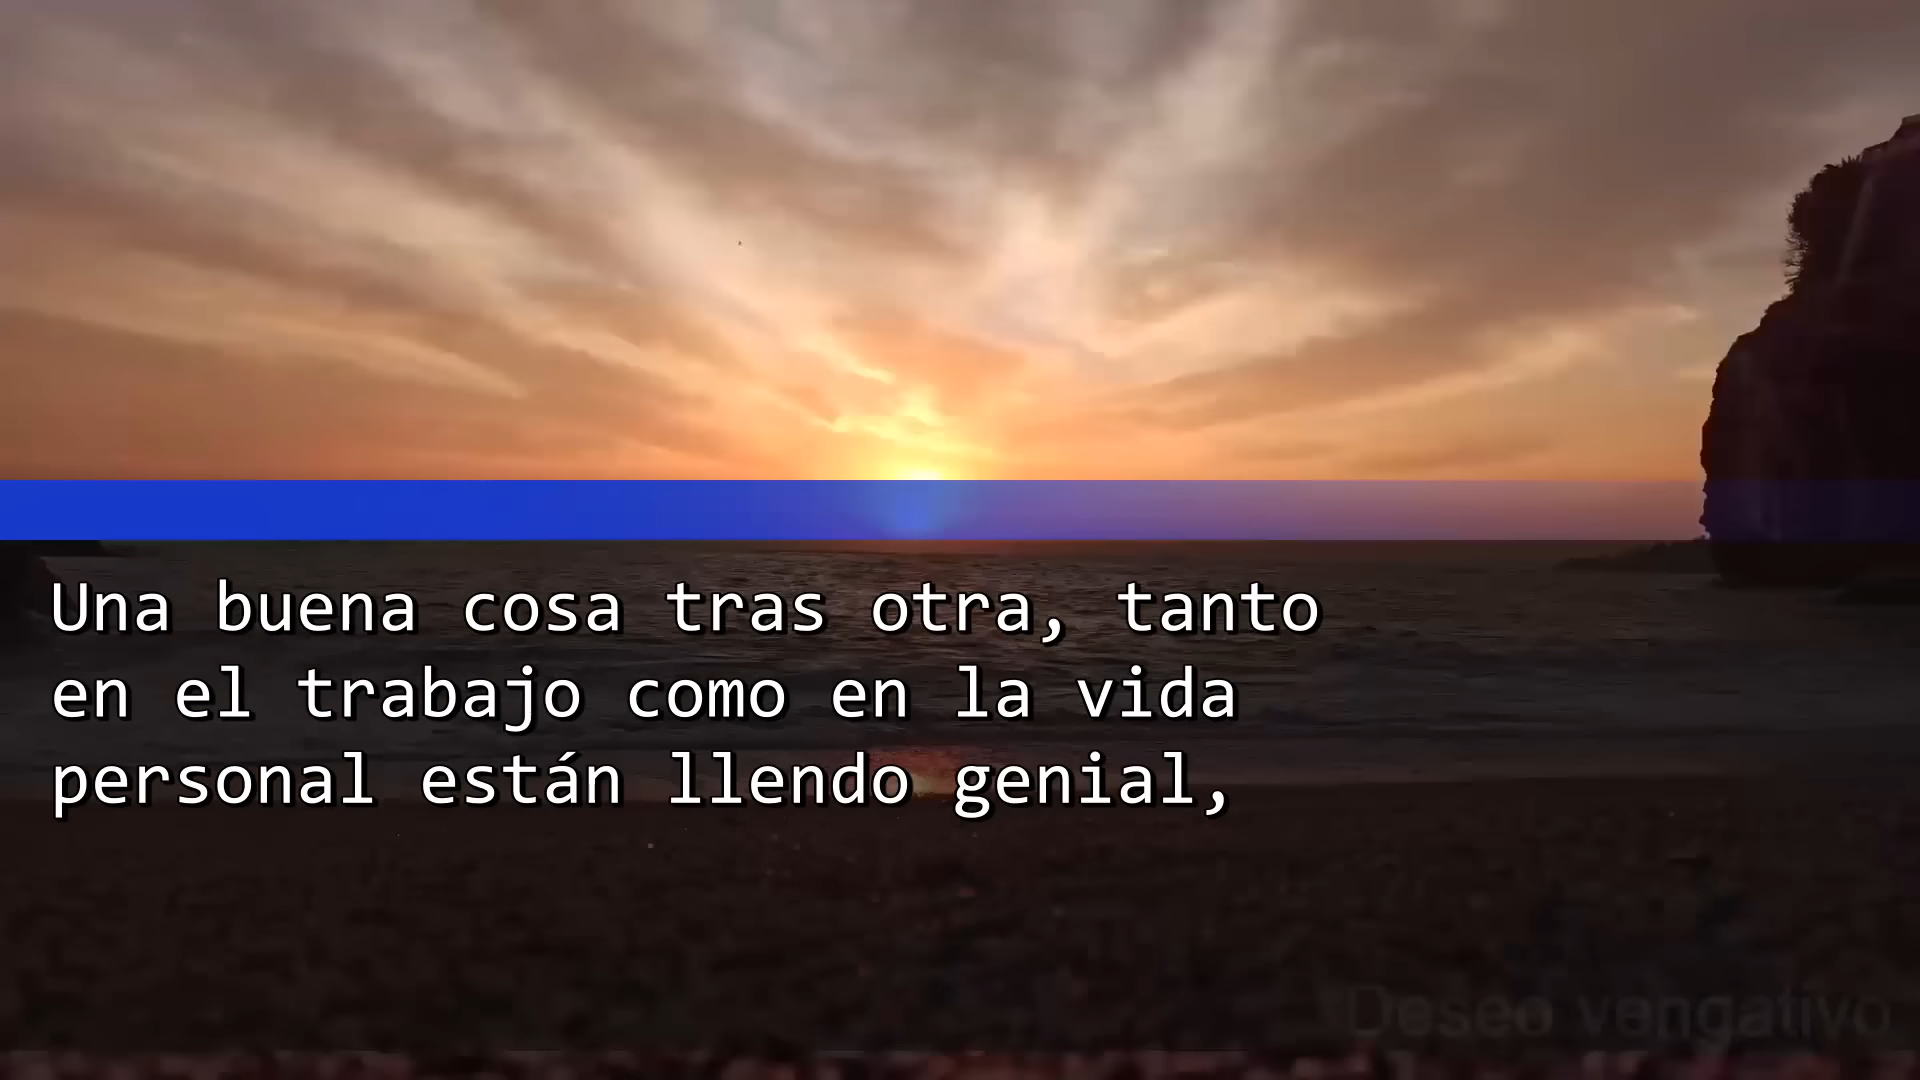 Una buena cosa tras otra, tanto
en el trabajo como en la vida
personal están llendo genial,
Deseo vengativo